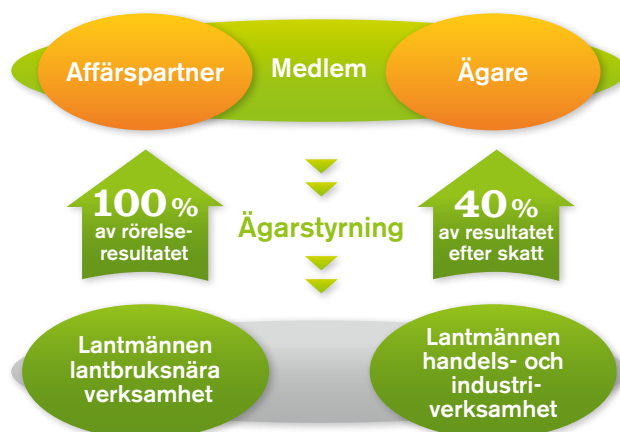 Affärspartner
Medlem
Ägare
100 %
av rörelse-
resultatet
Ägarstyrning
40 %
av resultatet
efter skatt
Lantmännen
lantbruksnära
verksamhet
Lantmännen
handels- och
industri-
verksamhet